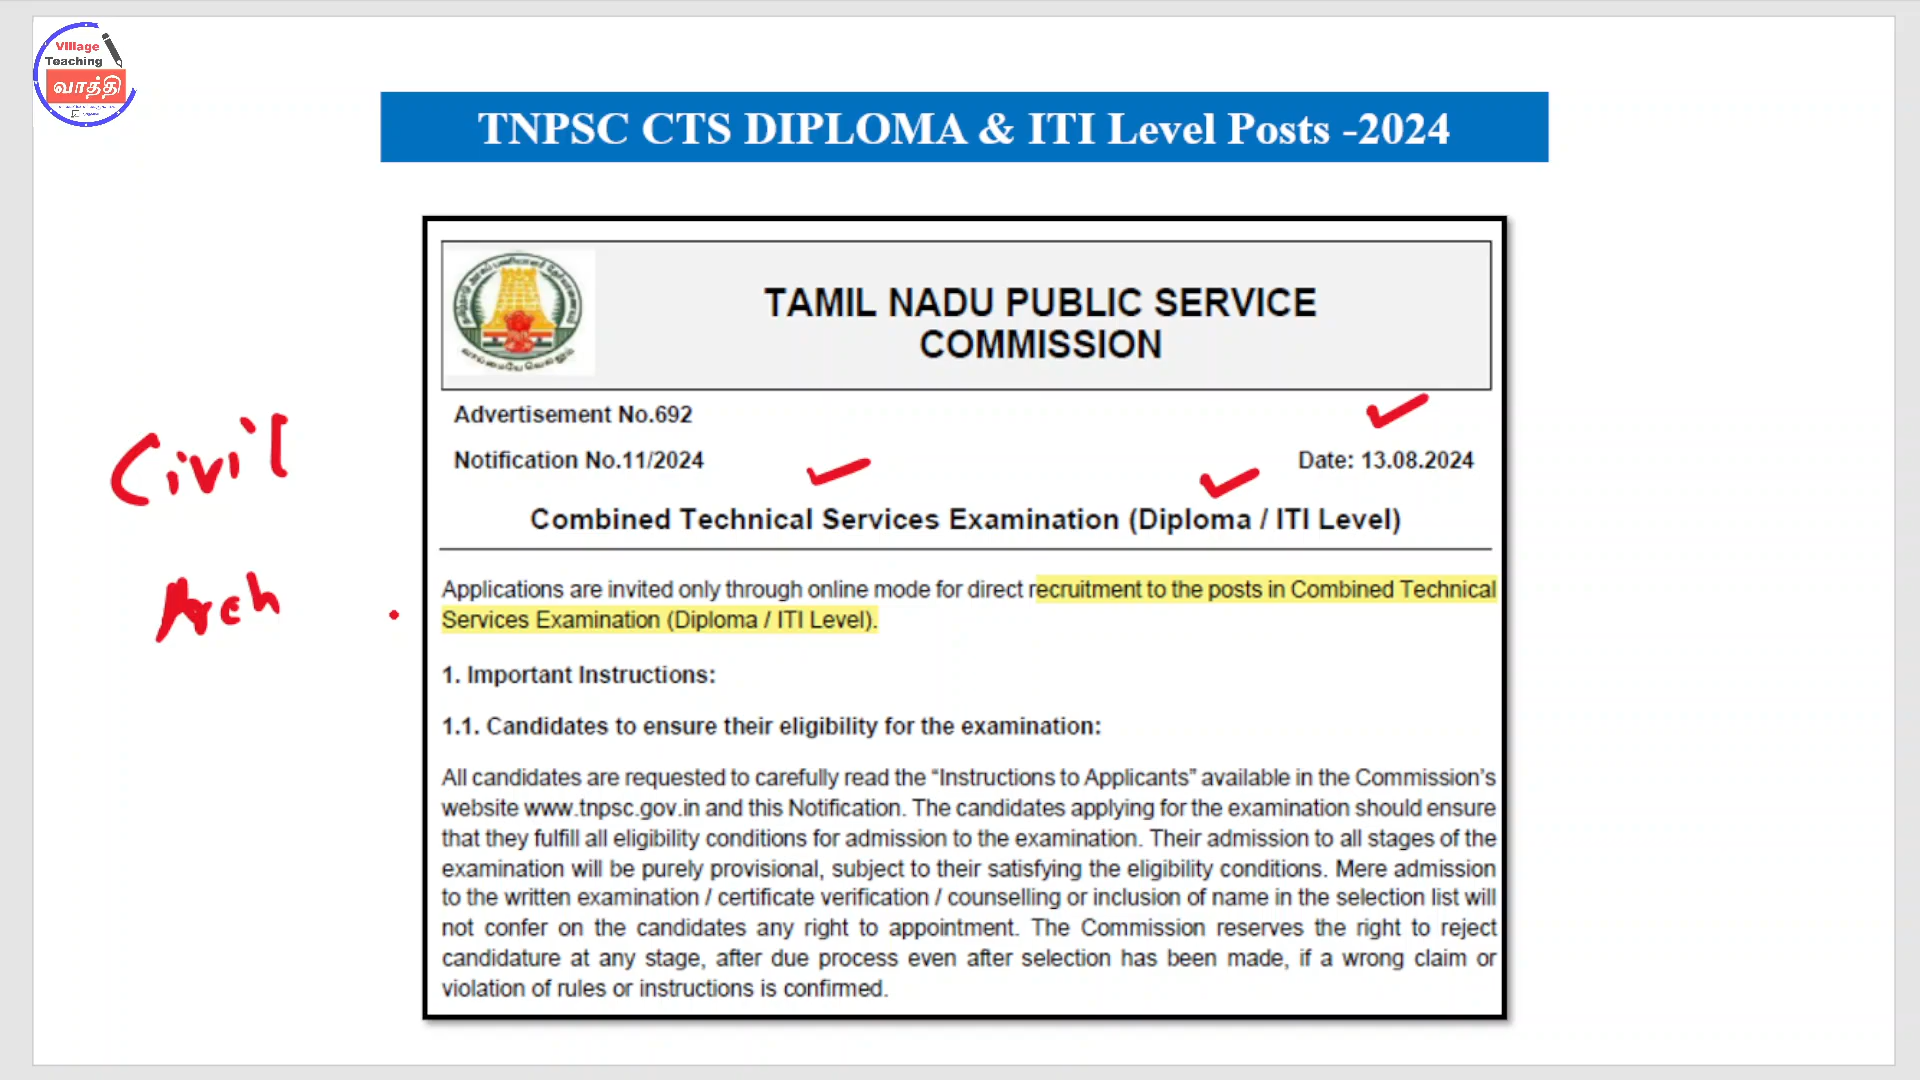 Village
Teaching
வாத்தி
TNPSC CTS DIPLOMA & ITI Level Posts -2024
TAMIL NADU PUBLIC SERVICE
COMMISSION
Advertisement No.692
Notification No.11/2024
Date: 13.08.2024
Combined Technical Services Examination (Diploma / ITI Level)
Civil
Arch
Applications are invited only through online mode for direct recruitment to the posts in Combined Technical
Services Examination (Diploma / ITI Level).
1. Important Instructions:
1.1. Candidates to ensure their eligibility for the examination:
All candidates are requested to carefully read the “Instructions to Applicants” available in the Commission’s
website www.tnpsc.gov.in and this Notification. The candidates applying for the examination should ensure
that they fulfill all eligibility conditions for admission to the examination. Their admission to all stages of the
examination will be purely provisional, subject to their satisfying the eligibility conditions. Mere admission
to the written examination / certificate verification / counselling or inclusion of name in the selection list will
not confer on the candidates any right to appointment. The Commission reserves the right to reject
candidature at any stage, after due process even after selection has been made, if a wrong claim or
violation of rules or instructions is confirmed.